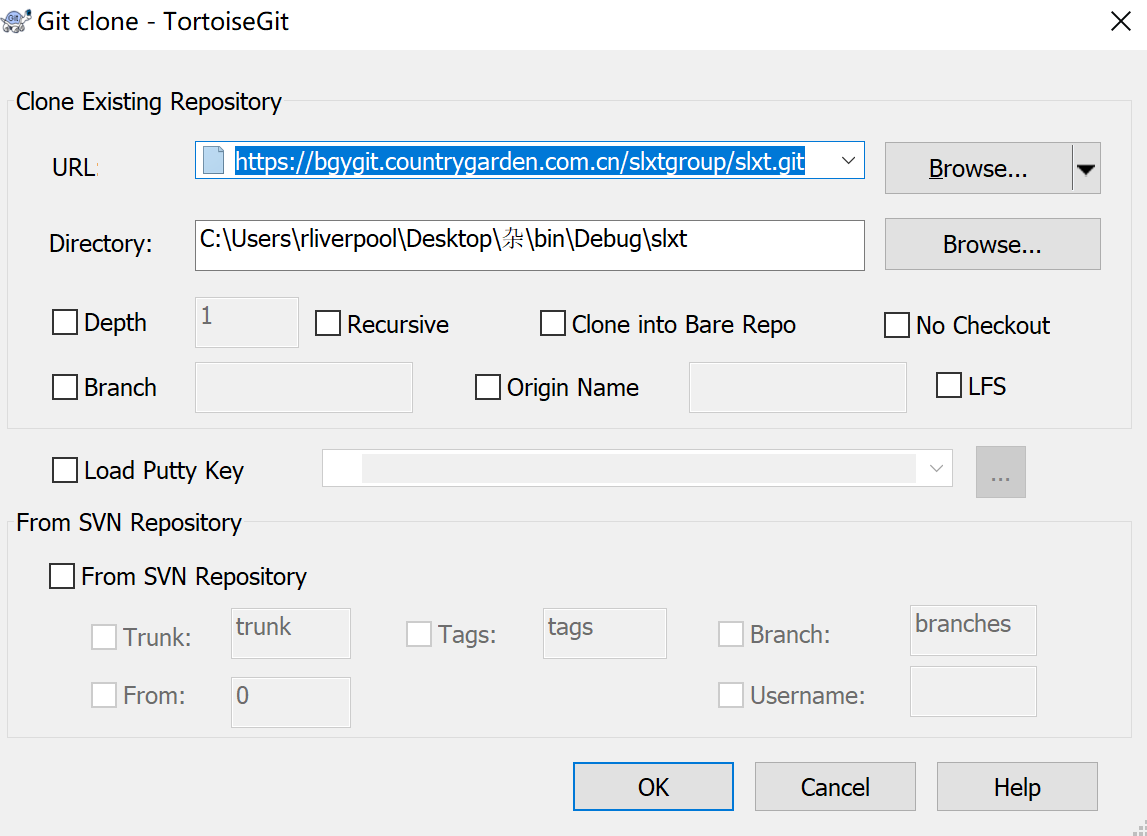 Git clone - TortoiseGit
Clone Existing Repository
URL:
https://bgygit.countrygarden.com.cn/slxtgroup/slxt.git
Browse...
Directory:
C:\Users\rliverpool\Desktop\杂\bin\Debug\slxt
Browse...
Depth
1
Recursive
Clone into Bare Repo
No Checkout
Branch
Origin Name
LFS
Load Putty Key
...
From SVN Repository
From SVN Repository
Trunk:
trunk
Tags:
tags
Branch:
branches
From:
0
Username:
OK
Cancel
Help